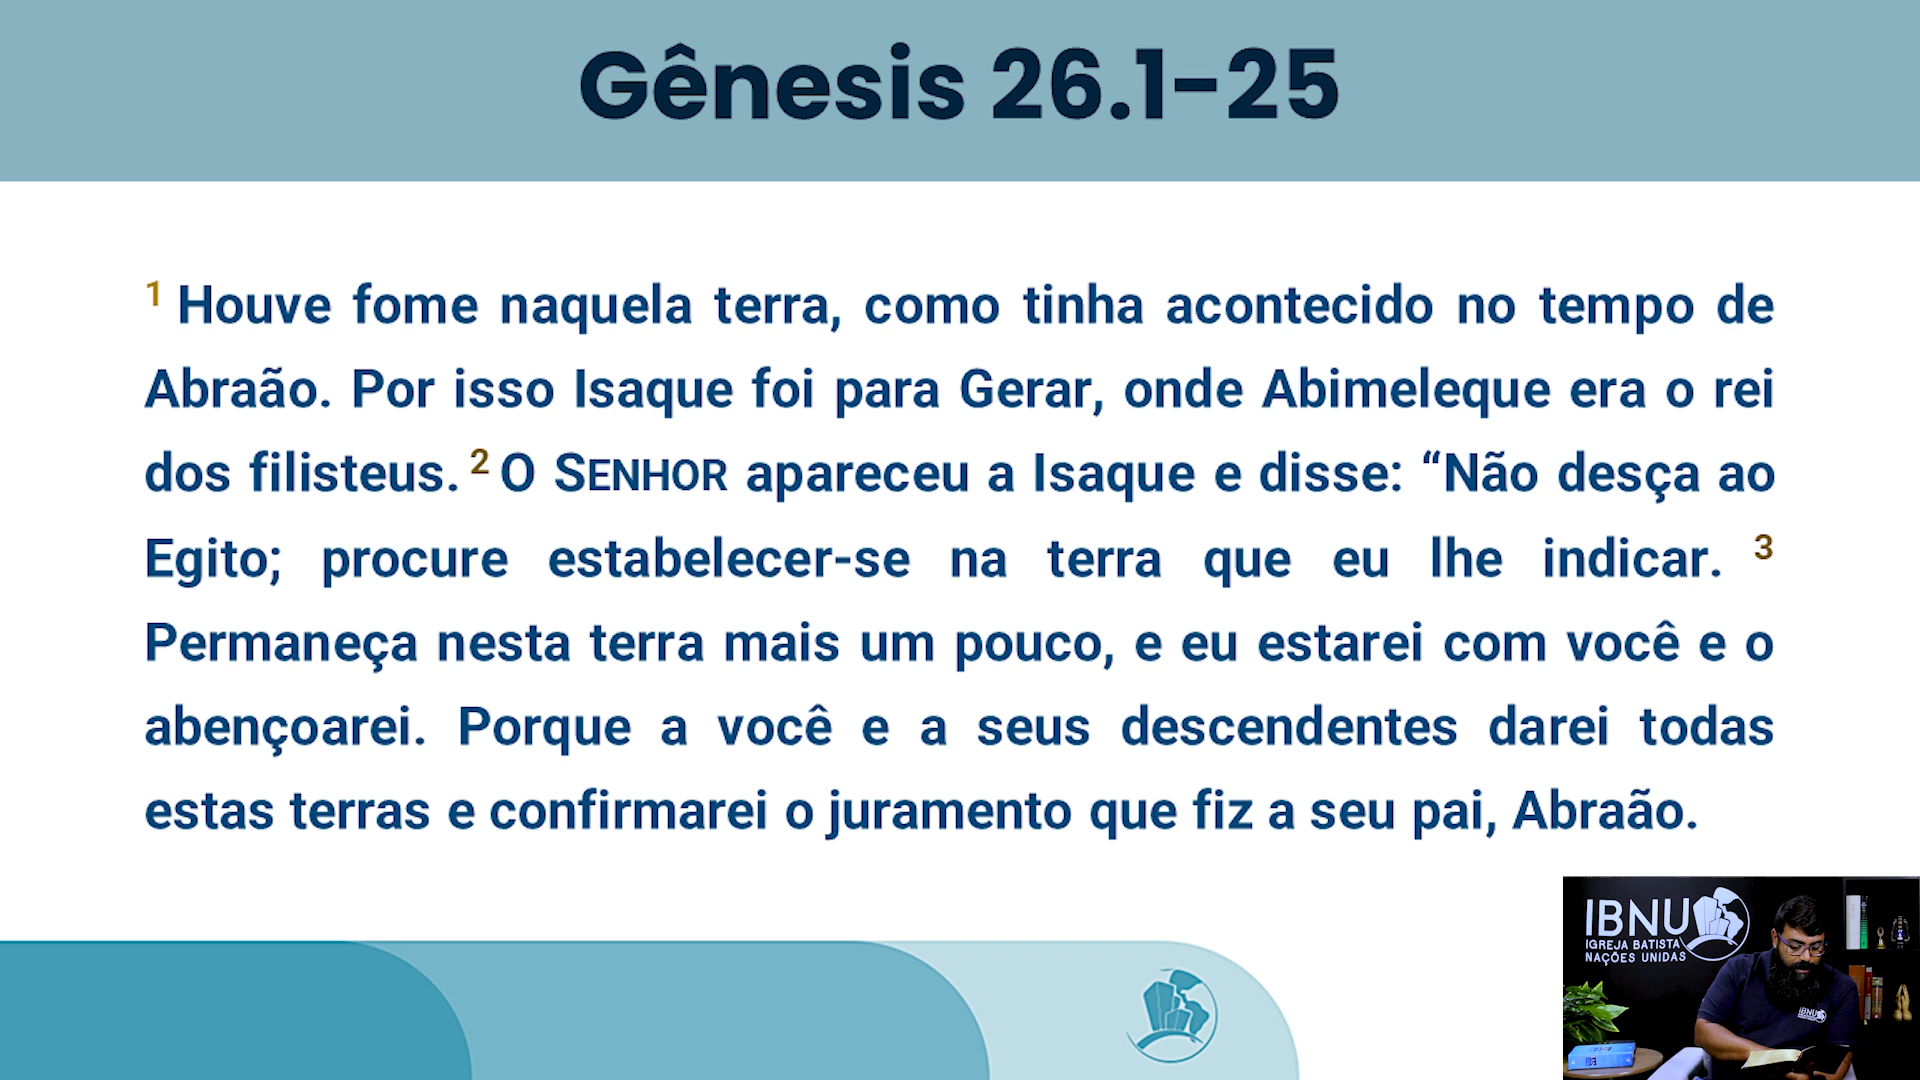 Gênesis 26.1-25
1 Houve fome naquela terra, como tinha acontecido no tempo de
Abraão. Por isso Isaque foi para Gerar, onde Abimeleque era o rei
dos filisteus. 2 O SENHOR apareceu a Isaque e disse: “Não desça ao
Egito; procure estabelecer-se na terra que eu lhe indicar. 3
Permaneça nesta terra mais um pouco, e eu estarei com você e o
abençoarei. Porque a você e a seus descendentes darei todas
estas terras e confirmarei o juramento que fiz a seu pai, Abraão.
IBNU
IGREJA BATISTA
NAÇÕES UNIDAS
IBNU